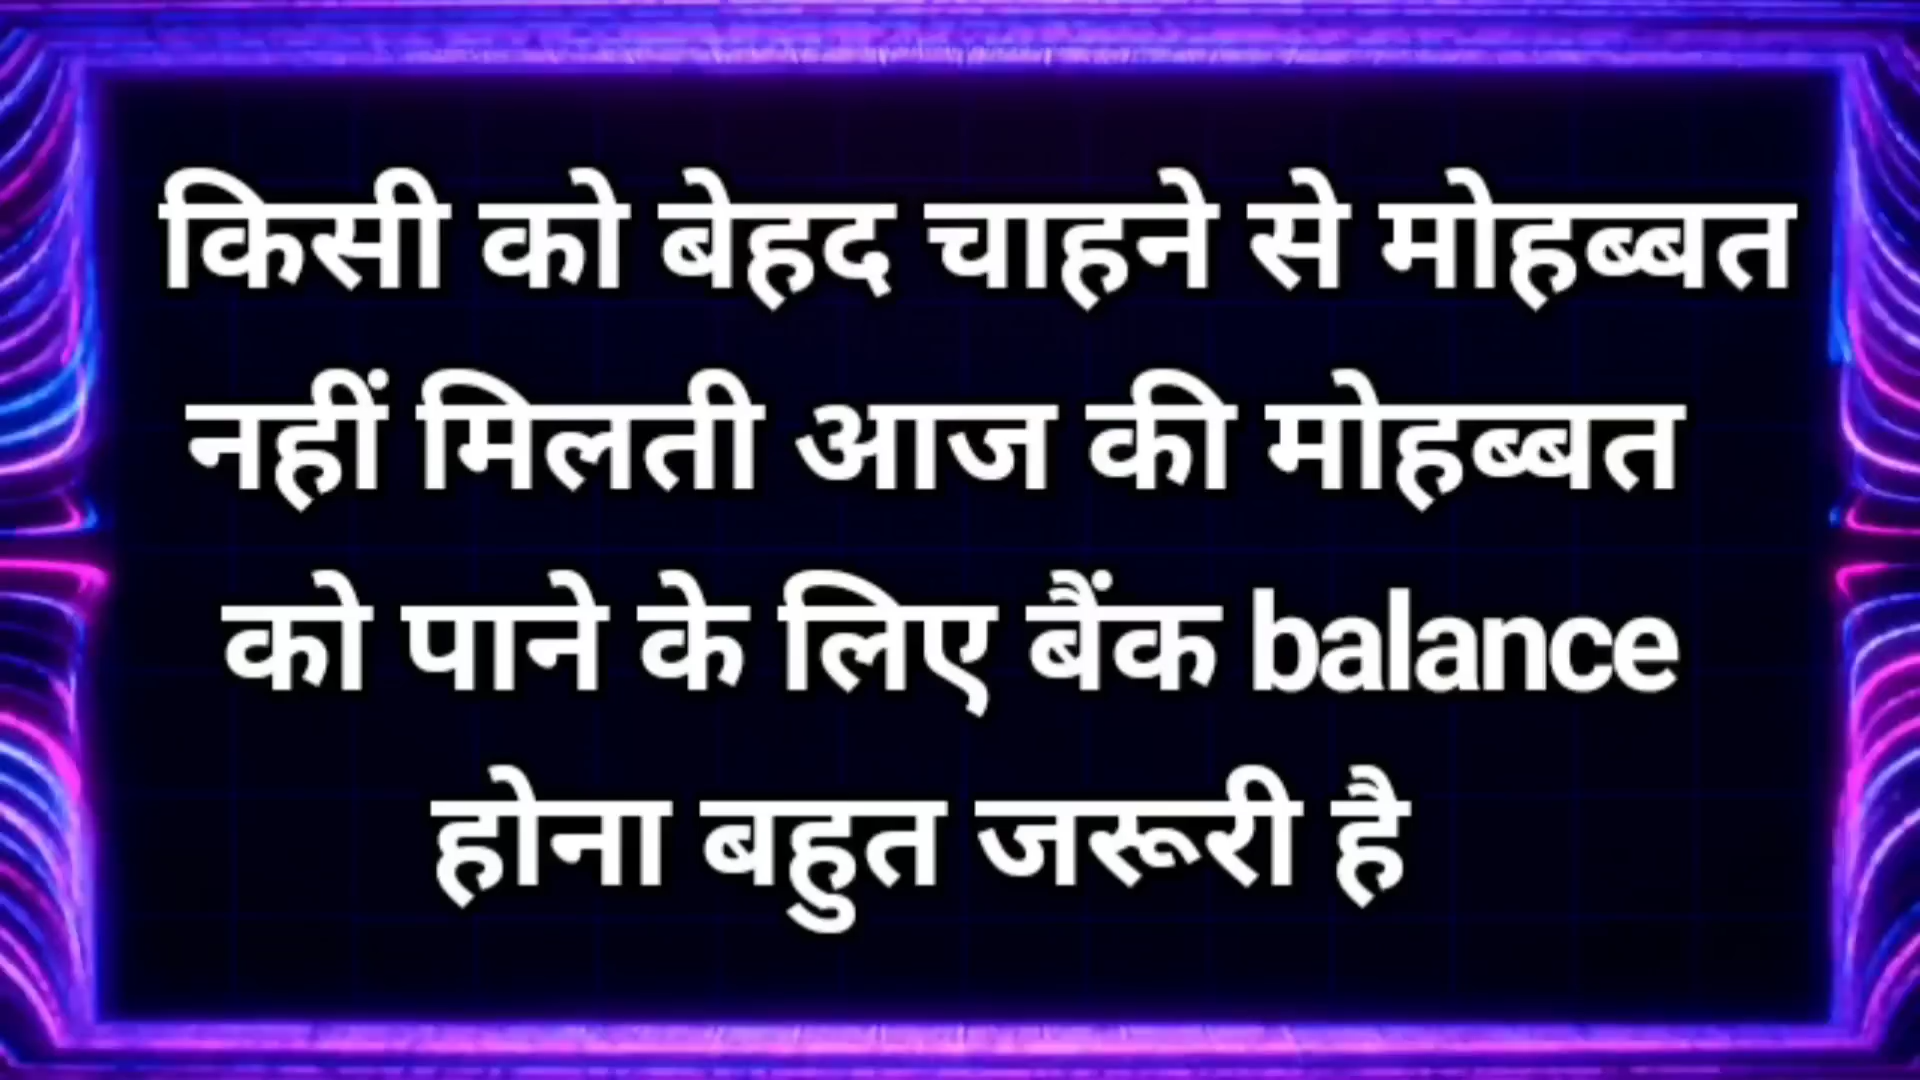 किसी को बेहद चाहने से मोहब्बत
नहीं मिलती आज की मोहब्बत
को पाने के लिए बैंक balance
होना बहुत जरूरी है